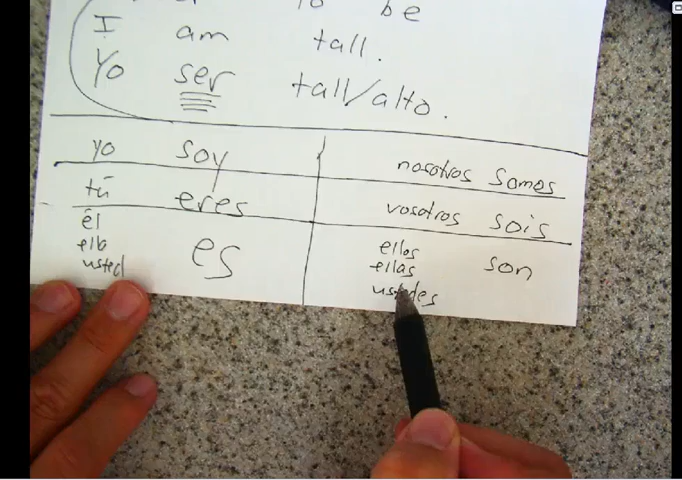 to be
I am tall.
Yo ser tall/alto.
yo soy
nosotros somos
tú eres
vosotros sois
él
ella
usted
es
ellos
ellas
ustedes
son